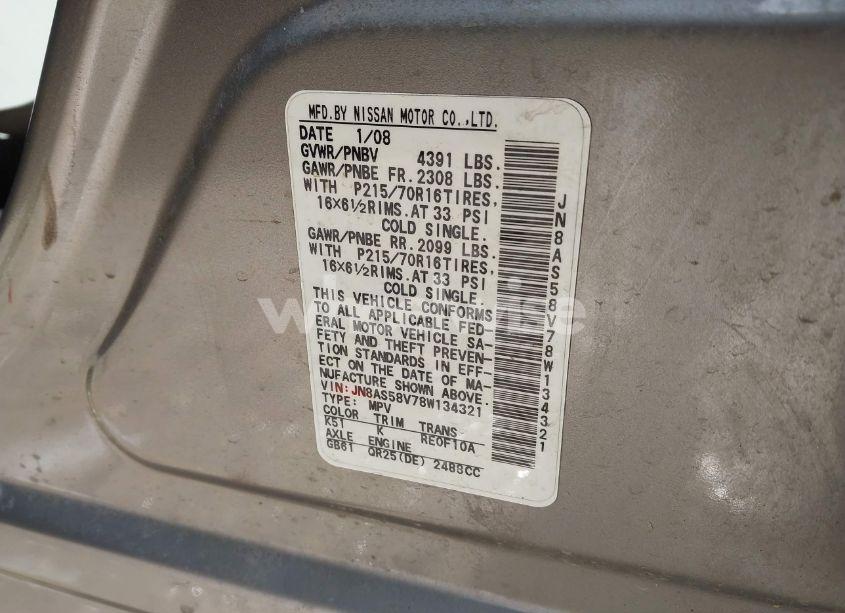 MFD.BY NISSAN MOTOR CO.,LTD.
DATE 1/08
GVWR/PNBV 4391 LBS.
GAWR/PNBE FR.2308 LBS.
WITH P215/70R16TIRES,
16×6½RIMS.AT 33 PSI
COLD SINGLE.
GAWR/PNBE RR.2099 LBS.
WITH P215/70R16TIRES,
16×6½RIMS.AT 33 PSI
COLD SINGLE.
THIS VEHICLE CONFORMS
TO ALL APPLICABLE FED-
ERAL MOTOR VEHICLE SA-
FETY AND THEFT PREVEN-
TION STANDARDS IN EFF-
ECT ON THE DATE OF MA-
NUFACTURE SHOWN ABOVE.
VIN:JN8AS58V78W134321
TYPE: MPV
COLOR TRIM TRANS
K51 K RE0F10A
AXLE ENGINE
GB61 QR25(DE) 2488CC
JN8AS58V78W134321